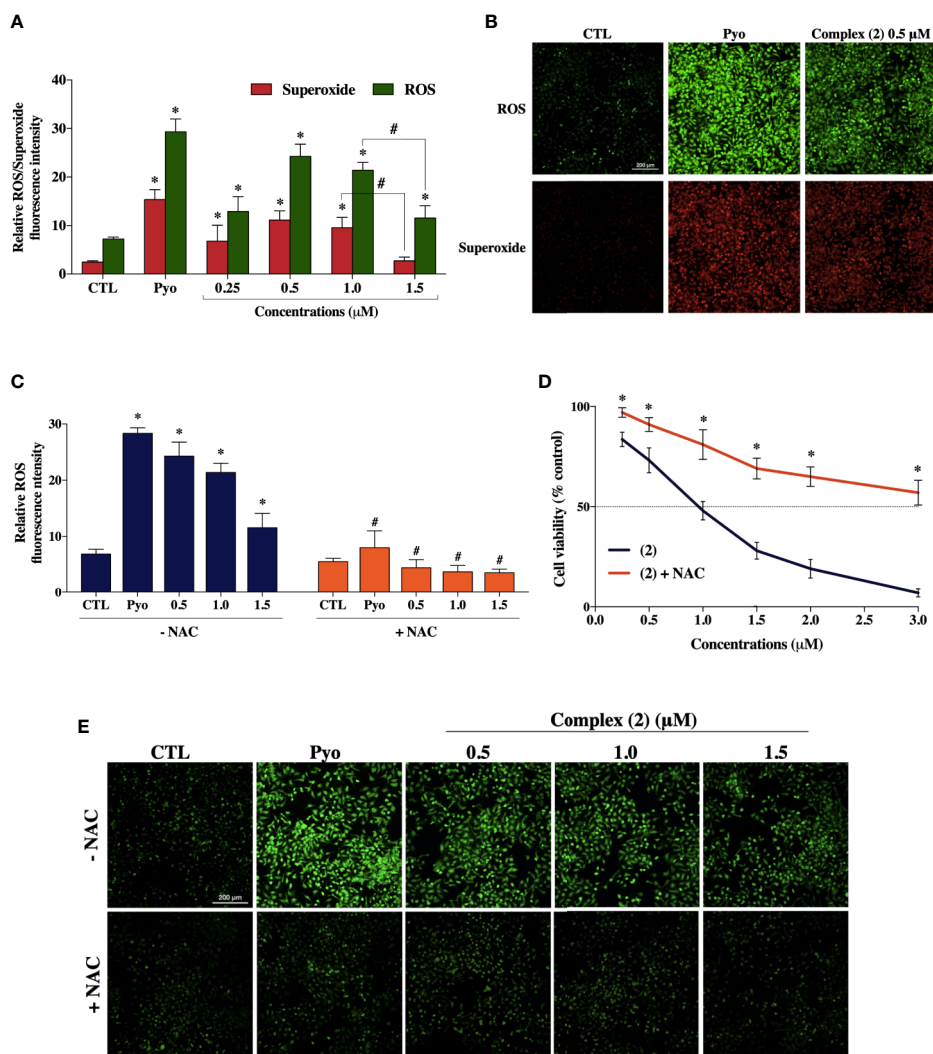 A
Relative ROS/Superoxide
fluorescence intensity
40
30
20
10
0
Superoxide
ROS
*
*
*
*
*
*
*
*
*
#
#
CTL
Pyo
0.25
0.5
1.0
1.5
Concentrations (μM)
B
CTL
Pyo
Complex (2) 0.5 μM
ROS
200 μm
Superoxide
C
Relative ROS
fluorescence ntensity
30
20
10
0
*
*
*
*
#
#
#
#
CTL
Pyo
0.5
1.0
1.5
CTL
Pyo
0.5
1.0
1.5
- NAC
+ NAC
D
Cell viability (% control)
100
50
0
*
*
*
*
*
*
(2)
(2) + NAC
0.0
0.5
1.0
1.5
2.0
2.5
3.0
Concentrations (μM)
E
Complex (2) (μM)
CTL
Pyo
0.5
1.0
1.5
- NAC
200 μm
+ NAC